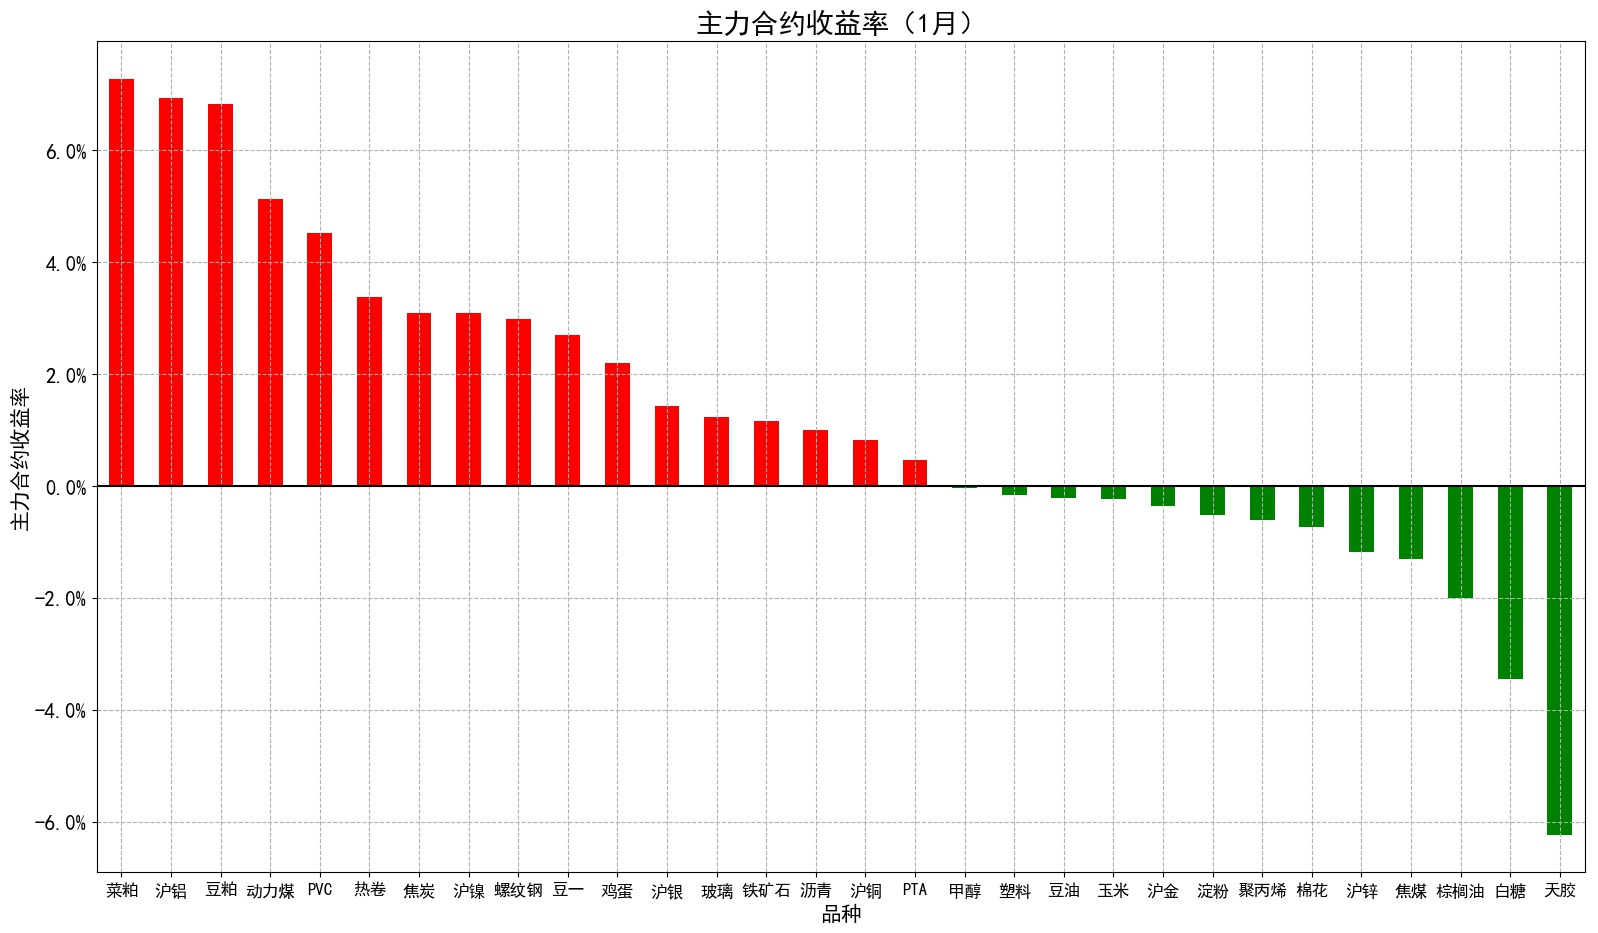 主力合约收益率（1月）
主力合约收益率
6.0%
4.0%
2.0%
0.0%
−2.0%
−4.0%
−6.0%
菜粕 沪铝 豆粕 动力煤 PVC 热卷 焦炭 沪镍 螺纹钢 豆一 鸡蛋 沪银 玻璃 铁矿石 沥青 沪铜 PTA 甲醇 塑料 豆油 玉米 沪金 淀粉 聚丙烯 棉花 沪锌 焦煤 棕榈油 白糖 天胶
品种